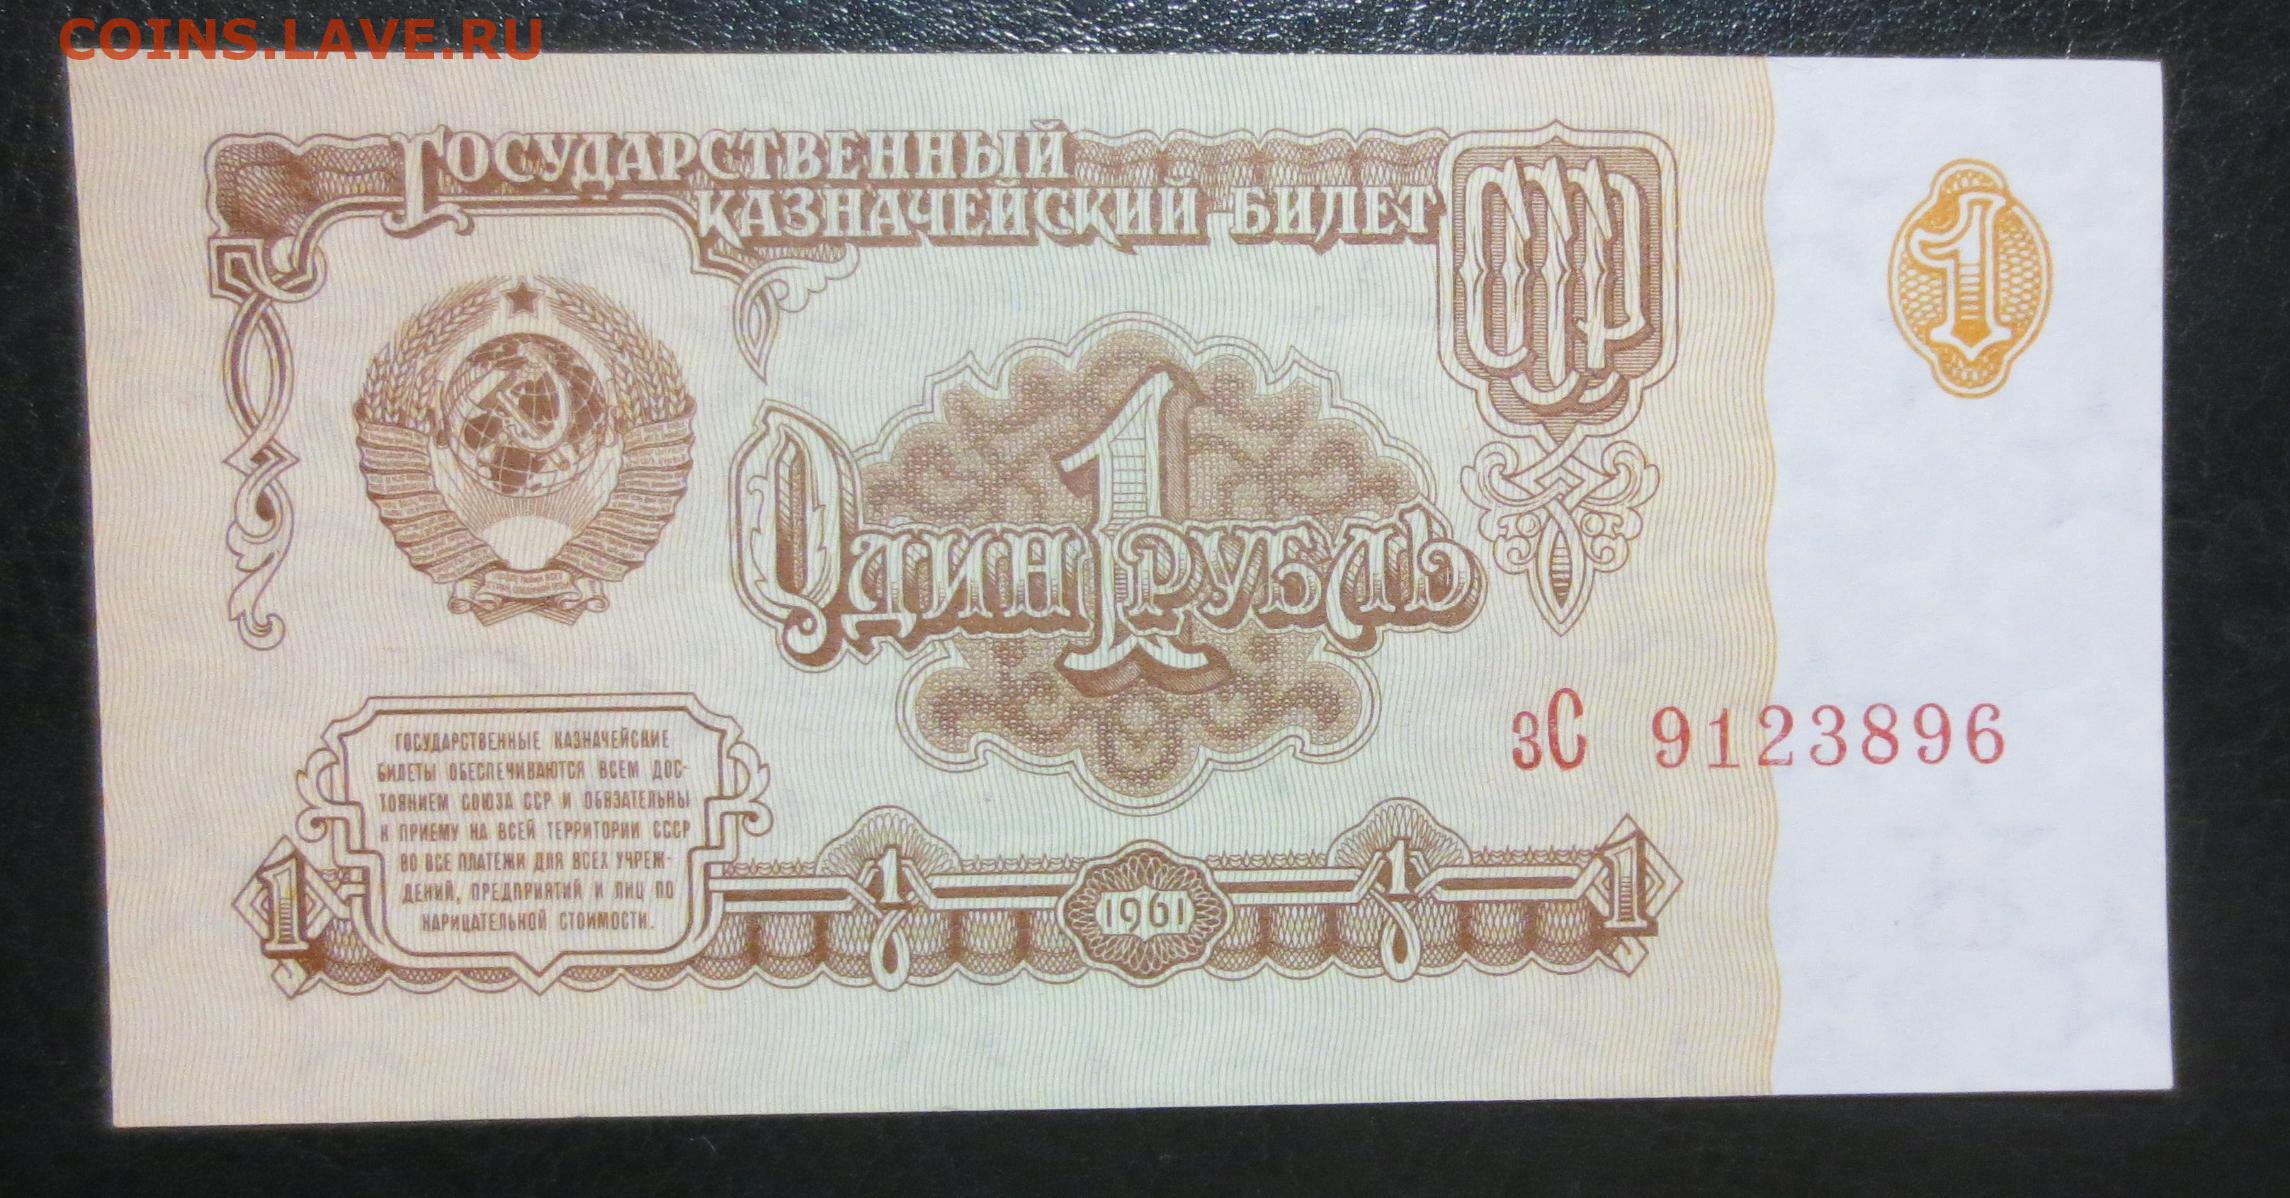 COINS.LAVE.RU
ГОСУДАРСТВЕННЫЙ
КАЗНАЧЕЙСКИЙ БИЛЕТ
СССР
1
1
ОДИН РУБЛЬ
зС 9123896
ГОСУДАРСТВЕННЫЕ КАЗНАЧЕЙСКИЕ
БИЛЕТЫ ОБЕСПЕЧИВАЮТСЯ ВСЕМ ДОС-
ТОЯНИЕМ СОЮЗА ССР И ОБЯЗАТЕЛЬНЫ
К ПРИЕМУ НА ВСЕЙ ТЕРРИТОРИИ СССР
ВО ВСЕ ПЛАТЕЖИ ДЛЯ ВСЕХ УЧРЕЖ-
ДЕНИЙ, ПРЕДПРИЯТИЙ И ЛИЦ ПО
НАРИЦАТЕЛЬНОЙ СТОИМОСТИ.
1 1 1961 1 1